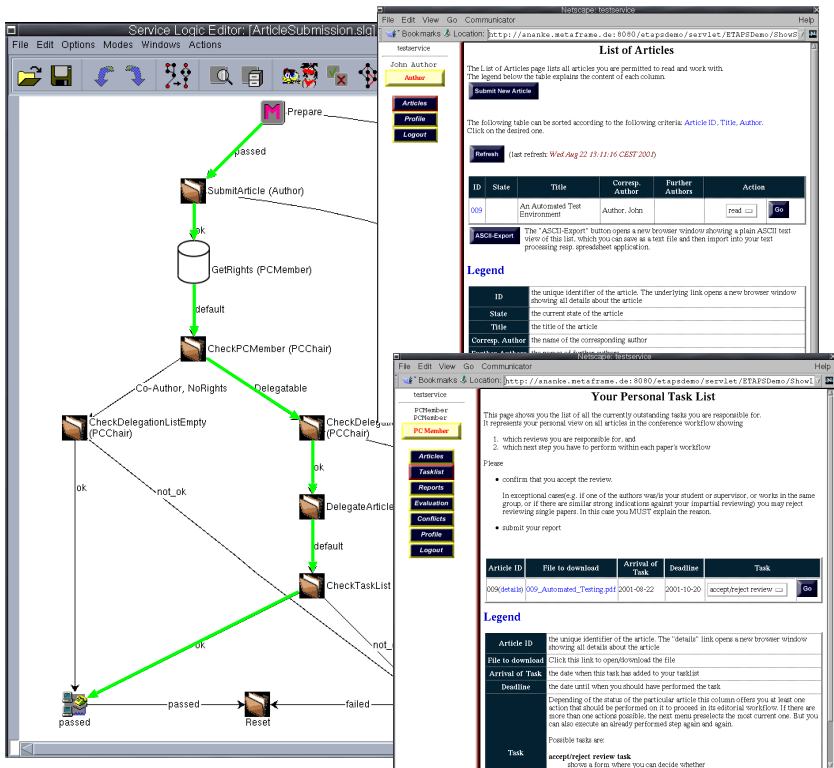 Service Logic Editor: [ArticleSubmission.slg]
File Edit Options Modes Windows Actions
Prepare
passed
SubmitArticle (Author)
ok
GetRights (PCMember)
default
CheckPCMember (PCChair)
Co-Author, NoRights
Delegatable
CheckDelegationListEmpty
(PCChair)
CheckDeleg
(PCChair)
ok
not_ok
ok
DelegateArticle
default
CheckTaskList
ok
not_
passed
passed
Reset
failed
Netscape: testservice
File Edit View Go Communicator Help
Bookmarks Location: http://ananke.metaframe.de:8080/etapsdemo/servlet/ETAPSDemo/ShowS
testservice
John Author
Author
Articles
Profile
Logout
List of Articles
The List of Articles page lists all articles you are permitted to read and work with.
The legend below the table explains the content of each column.
Submit New Article
The following table can be sorted according to the following criteria: Article ID, Title, Author.
Click on the desired one.
Refresh (last refresh: Wed Aug 22 13:11:16 CEST 2001)
ID State Title Corresp. Author Further Authors Action
009 An Automated Test Environment Author, John read Go
ASCII-Export The "ASCII-Export" button opens a new browser window showing a plain ASCII text
view of this list, which you can save as a text file and then import into your text
processing resp. spreadsheet application.
Legend
ID the unique identifier of the article. The underlying link opens a new browser window
showing all details about the article
State the current state of the article
Title the title of the article
Corresp. Author the name of the corresponding author
Netscape: testservice
File Edit View Go Communicator Help
Bookmarks Location: http://ananke.metaframe.de:8080/etapsdemo/servlet/ETAPSDemo/ShowL
testservice
PCMember
PCMember
PC Member
Articles
Tasklist
Reports
Evaluation
Conflicts
Profile
Logout
Your Personal Task List
This page shows you the list of all the currently outstanding tasks you are responsible for.
It represents your personal view on all articles in the conference workflow showing
1. which reviews you are responsible for, and
2. which next step you have to perform within each paper's workflow
Please
• confirm that you accept the review.
In exceptional cases(e.g. if one of the authors was/is your student or supervisor, or works in the same
group, or if there are similar strong indications against your impartial reviewing) you may reject
reviewing single papers. In this case you MUST explain the reason.
• submit your report
Article ID File to download Arrival of Task Deadline Task
009(details) 009_Automated_Testing.pdf 2001-08-22 2001-10-20 accept/reject review Go
Legend
Article ID the unique identifier of the article. The "details" link opens a new browser window
showing all details about the article
File to download Click this link to open/download the file
Arrival of Task the date when this task has added to your tasklist
Deadline the date until when you should have performed the task
Depending of the status of the particular article this column offers you at least one
action that should be performed on it to proceed in its editorial workflow. If there are
more than one actions possible, the next menu preselects the most current one. But you
can also execute an already performed step again and again.
Possible tasks are:
Task
accept/reject review task
shows a form where you can decide whether